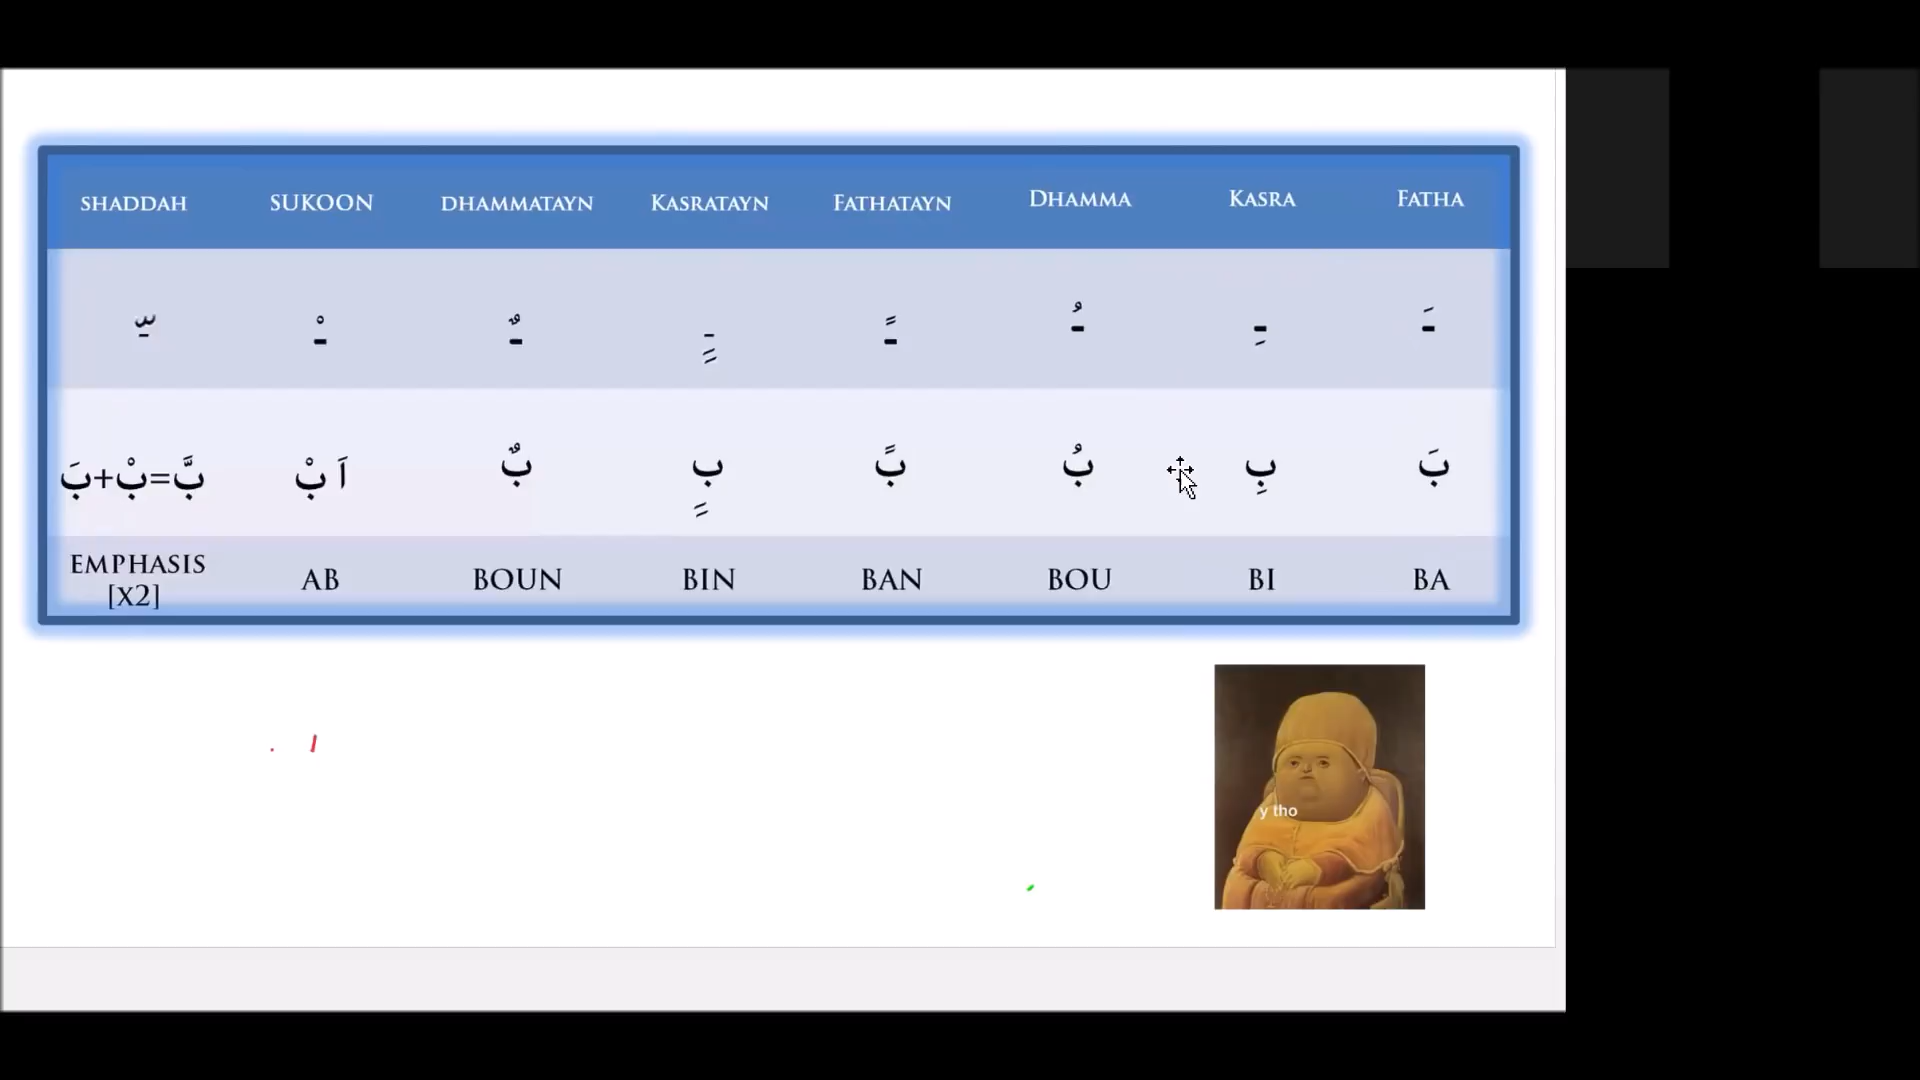 SHADDAH SUKOON DHAMMATAYN KASRATAYN FATHATAYN DHAMMA KASRA FATHA
-ّ -ْ -ٌ -ٍ -ً -ُ -ِ -َ
بَ+بْ=بَّ اَ بْ بٌ بٍ بً بُ بِ بَ
EMPHASIS [X2] AB BOUN BIN BAN BOU BI BA
y tho